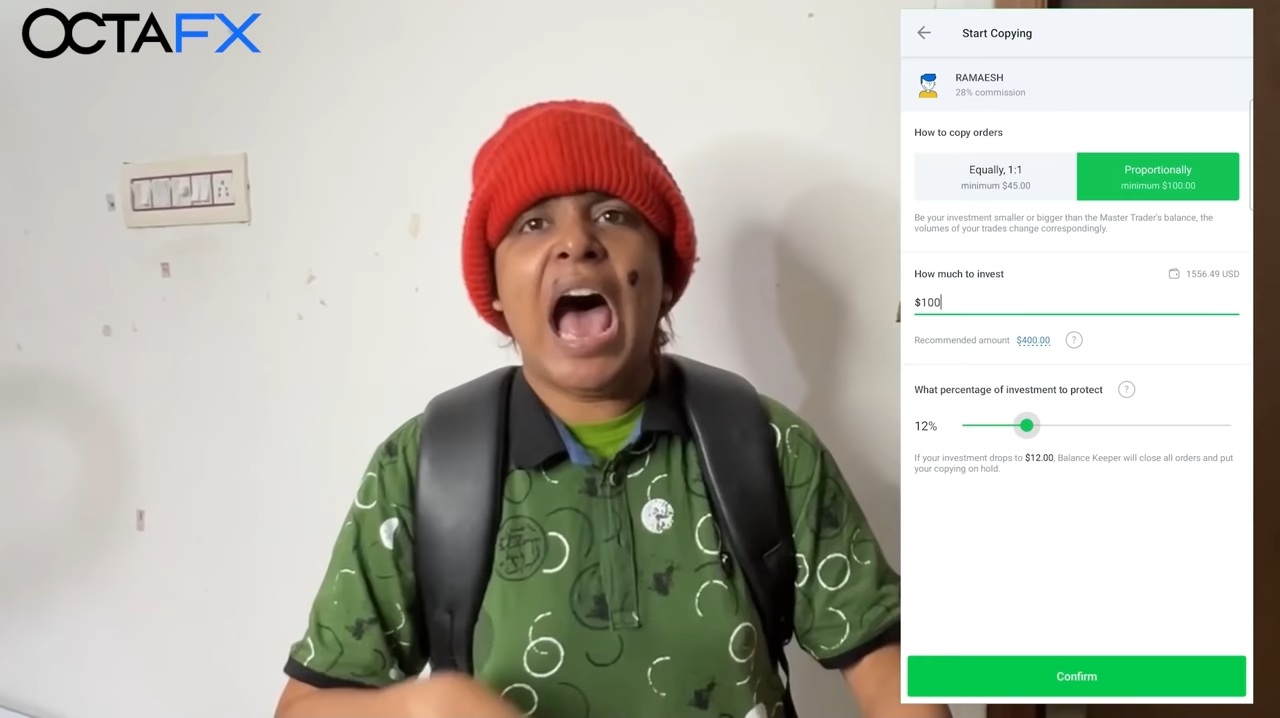 OCTAFX
Start Copying
RAMAESH
28% commission
How to copy orders
Equally, 1:1
minimum $45.00
Proportionally
minimum $100.00
Be your investment smaller or bigger than the Master Trader's balance, the
volumes of your trades change correspondingly.
How much to invest
1556.49 USD
$100
Recommended amount $400.00 ?
What percentage of investment to protect ?
12%
If your investment drops to $12.00, Balance Keeper will close all orders and put
your copying on hold.
Confirm